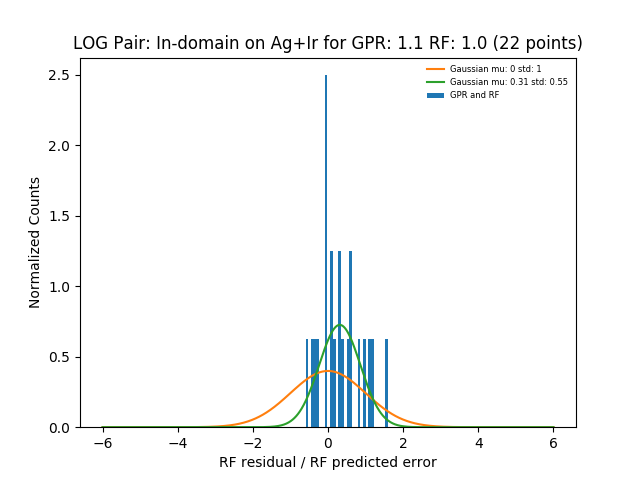 LOG Pair: In-domain on Ag+Ir for GPR: 1.1 RF: 1.0 (22 points)
Gaussian mu: 0 std: 1
Gaussian mu: 0.31 std: 0.55
GPR and RF
Normalized Counts
2.5
2.0
1.5
1.0
0.5
0.0
−6 −4 −2 0 2 4 6
RF residual / RF predicted error